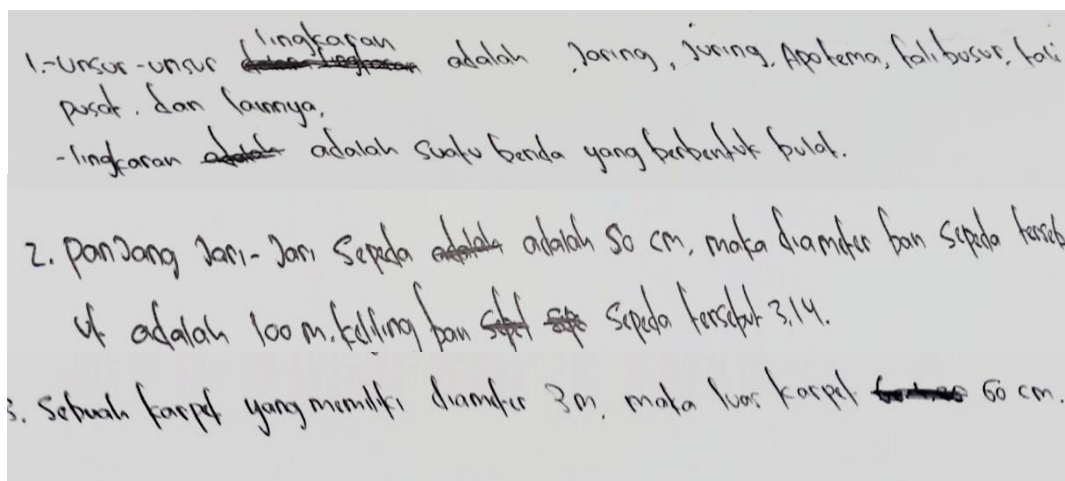 1.-Unsur-unsur lingkaran adalah Jaring, Juring, Apotema, talibusur, tali
pusat. dan lainnya.
-lingkaran adalah suatu benda yang berbentuk bulat.
2. panJang Jari-Jari Sepeda adalah 50 cm, maka diameter ban sepeda terseb
ut adalah 100 m. keliling ban Sepeda tersebut 3,14.
3. Sebuah karpet yang memiliki diameter 3m, maka luas karpet 60 cm.